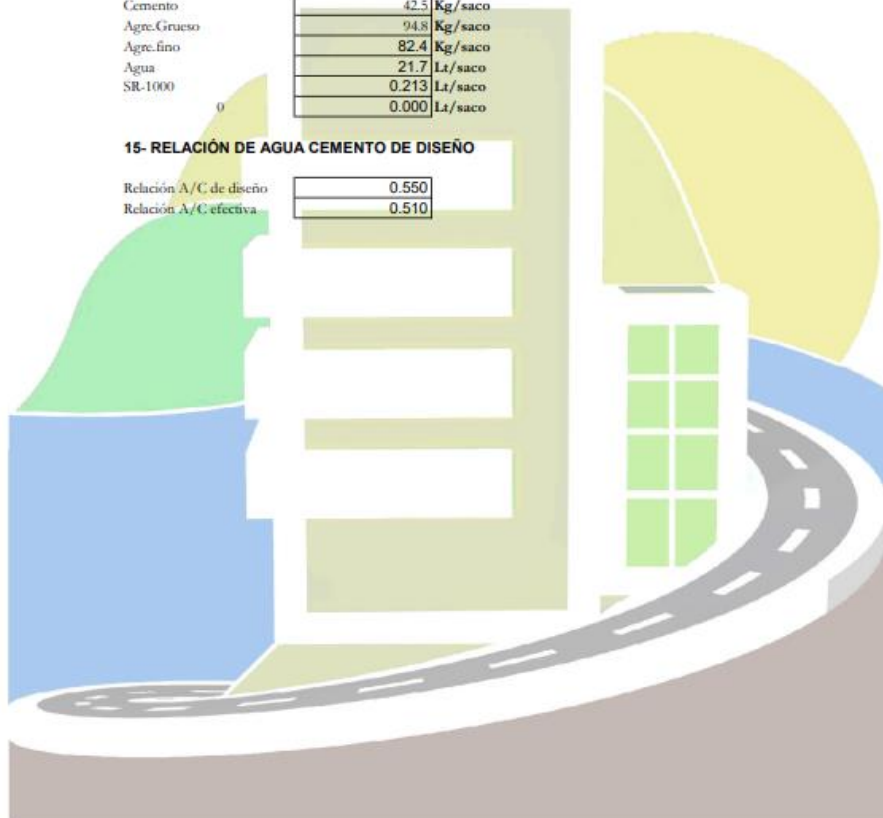 Cemento 42.5 Kg/saco
Agre.Grueso 94.8 Kg/saco
Agre.fino 82.4 Kg/saco
Agua 21.7 Lt/saco
SR-1000 0.213 Lt/saco
0 0.000 Lt/saco
15- RELACIÓN DE AGUA CEMENTO DE DISEÑO
Relación A/C de diseño 0.550
Relación A/C efectiva 0.510